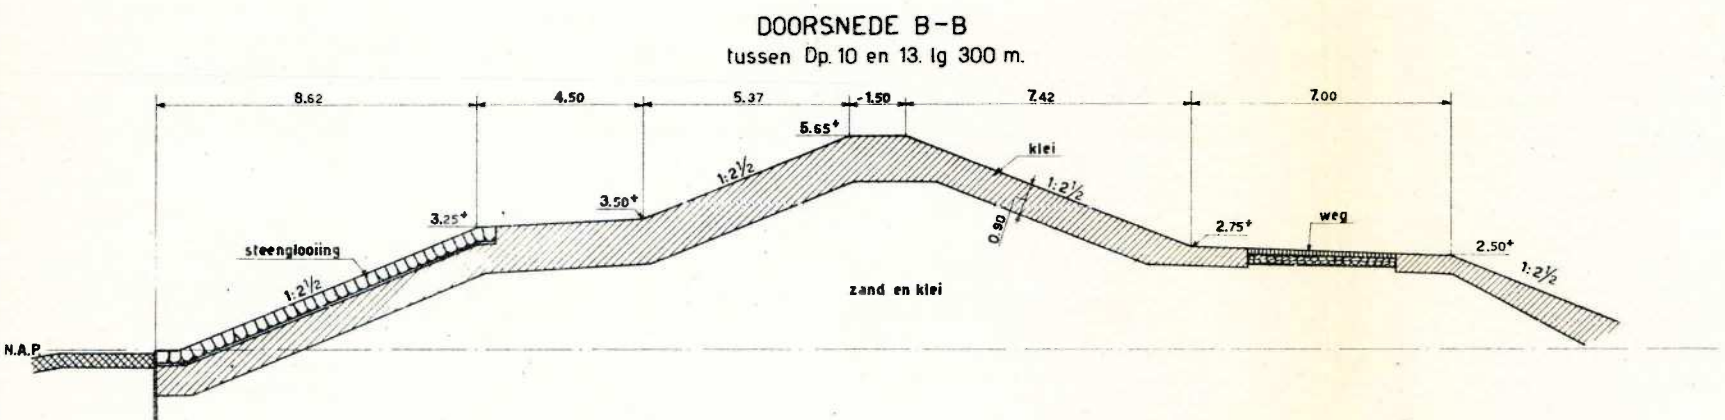 DOORSNEDE B-B
tussen Dp. 10 en 13. lg 300 m.
8.62
4.50
5.37
1.50
7.42
7.00
5.65+
klei
1:2½
1:2½
3.50+
3.25+
0.90
weg
2.75+
2.50+
steenglooiing
1:2½
1:2½
zand en klei
N.A.P.